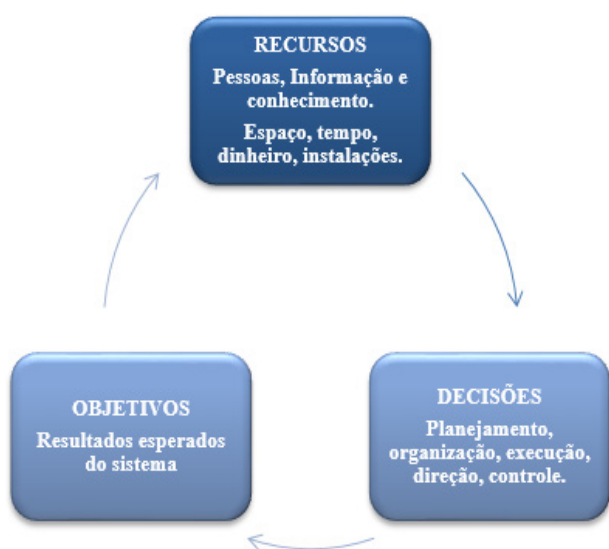 RECURSOS
Pessoas, Informação e
conhecimento.
Espaço, tempo,
dinheiro, instalações.
OBJETIVOS
Resultados esperados
do sistema
DECISÕES
Planejamento,
organização, execução,
direção, controle.